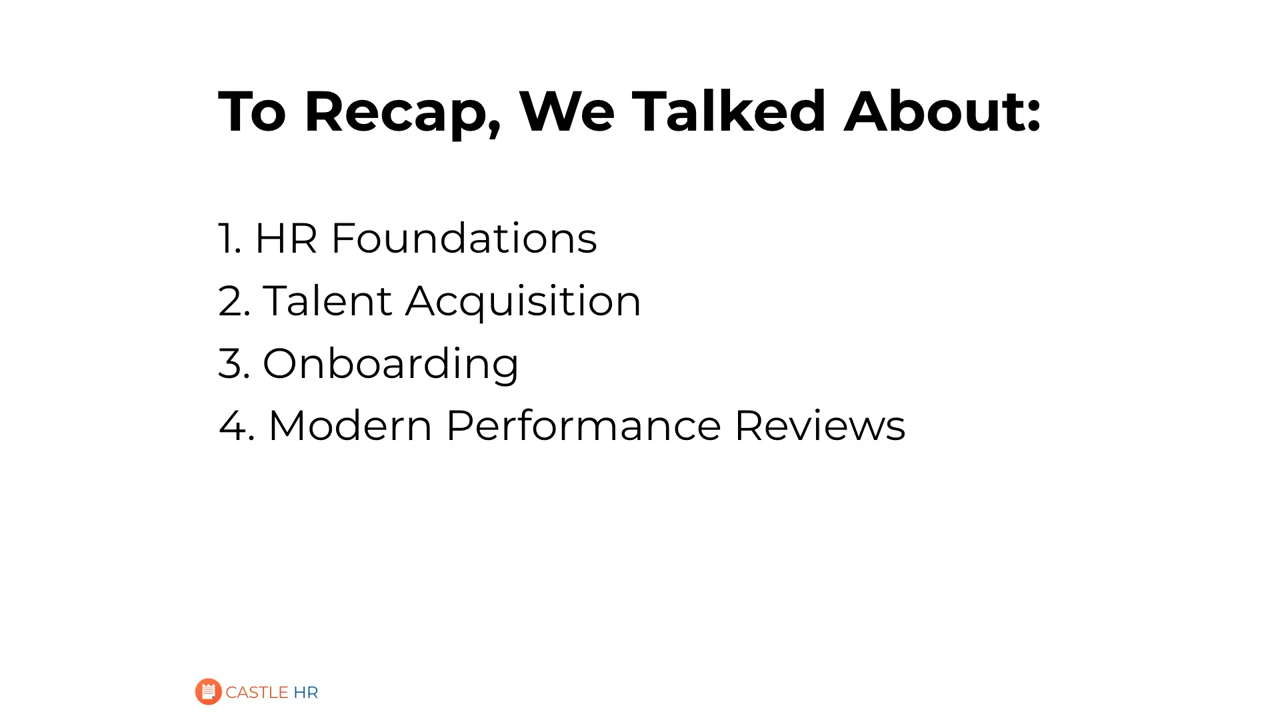 To Recap, We Talked About:
1. HR Foundations
2. Talent Acquisition
3. Onboarding
4. Modern Performance Reviews
CASTLE HR